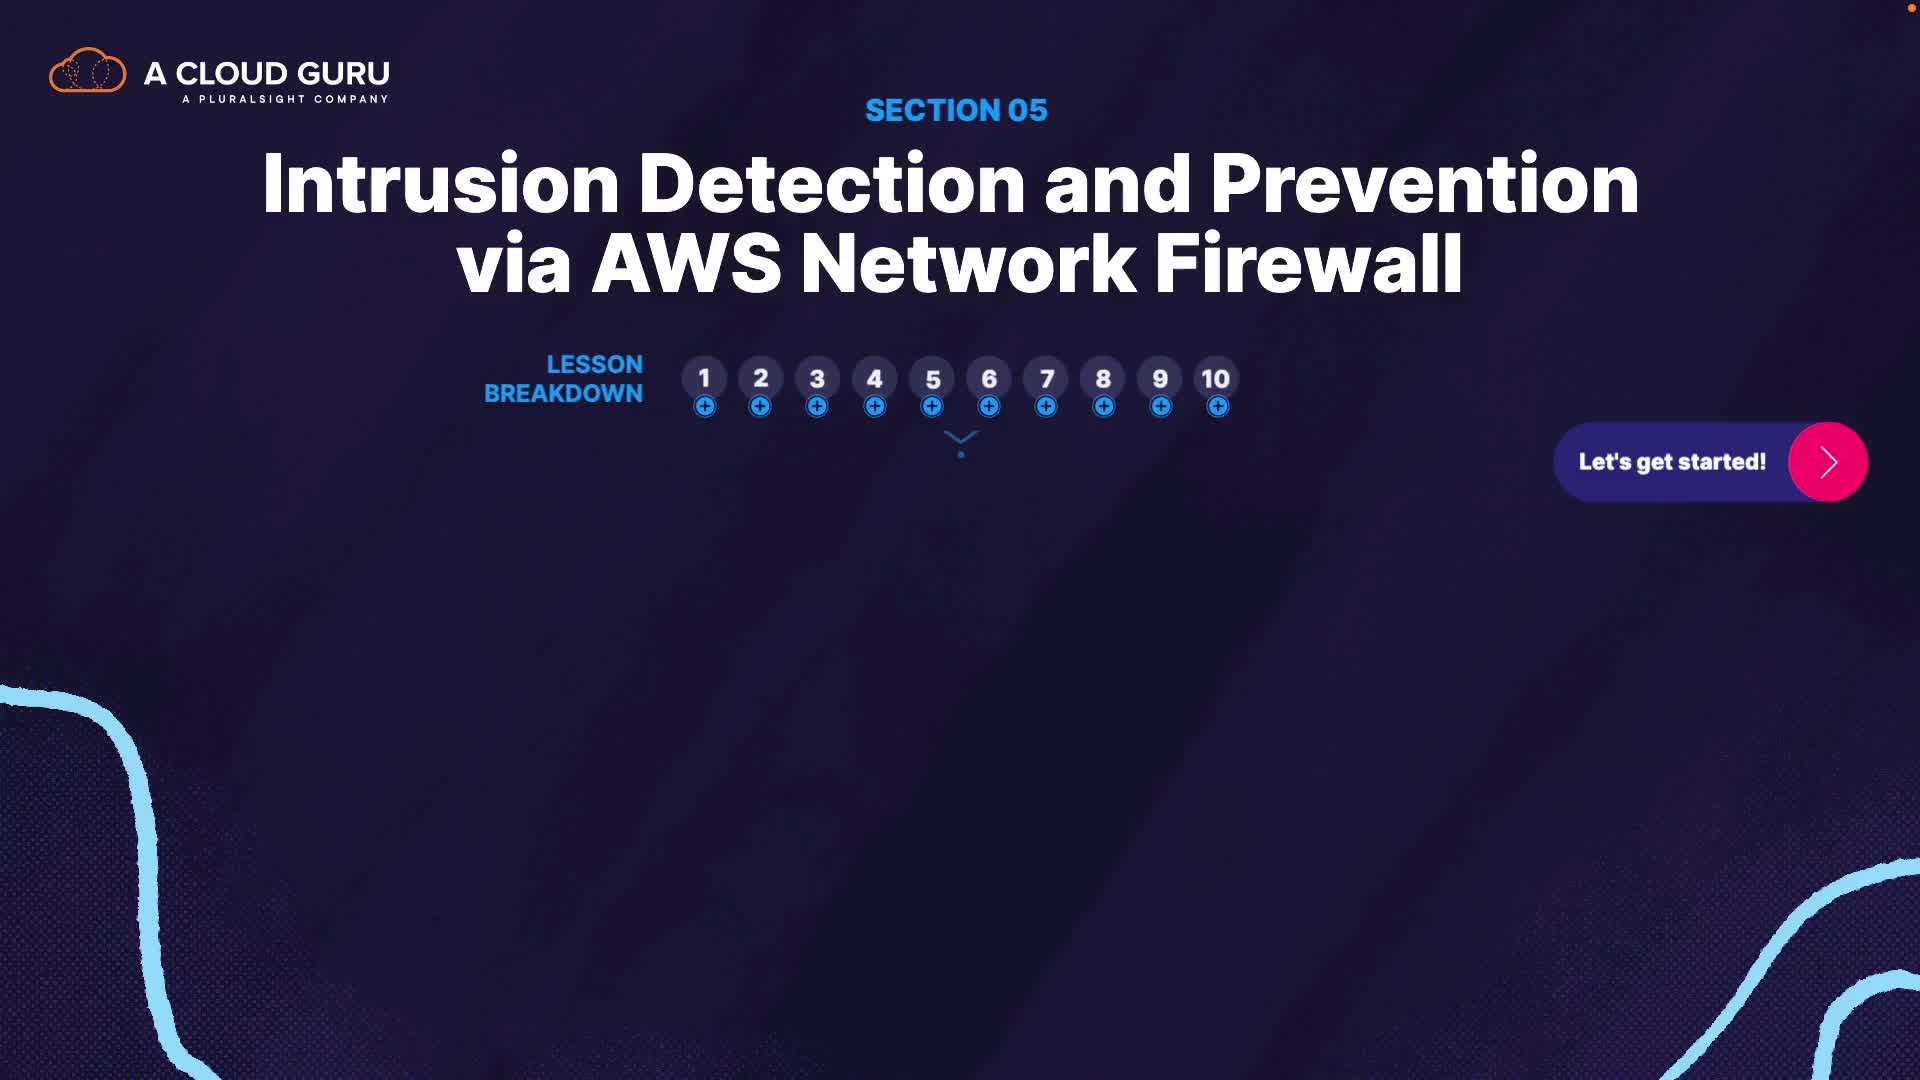 A CLOUD GURU
A PLURALSIGHT COMPANY
SECTION 05
Intrusion Detection and Prevention
via AWS Network Firewall
LESSON
BREAKDOWN
1 2 3 4 5 6 7 8 9 10
Let's get started!